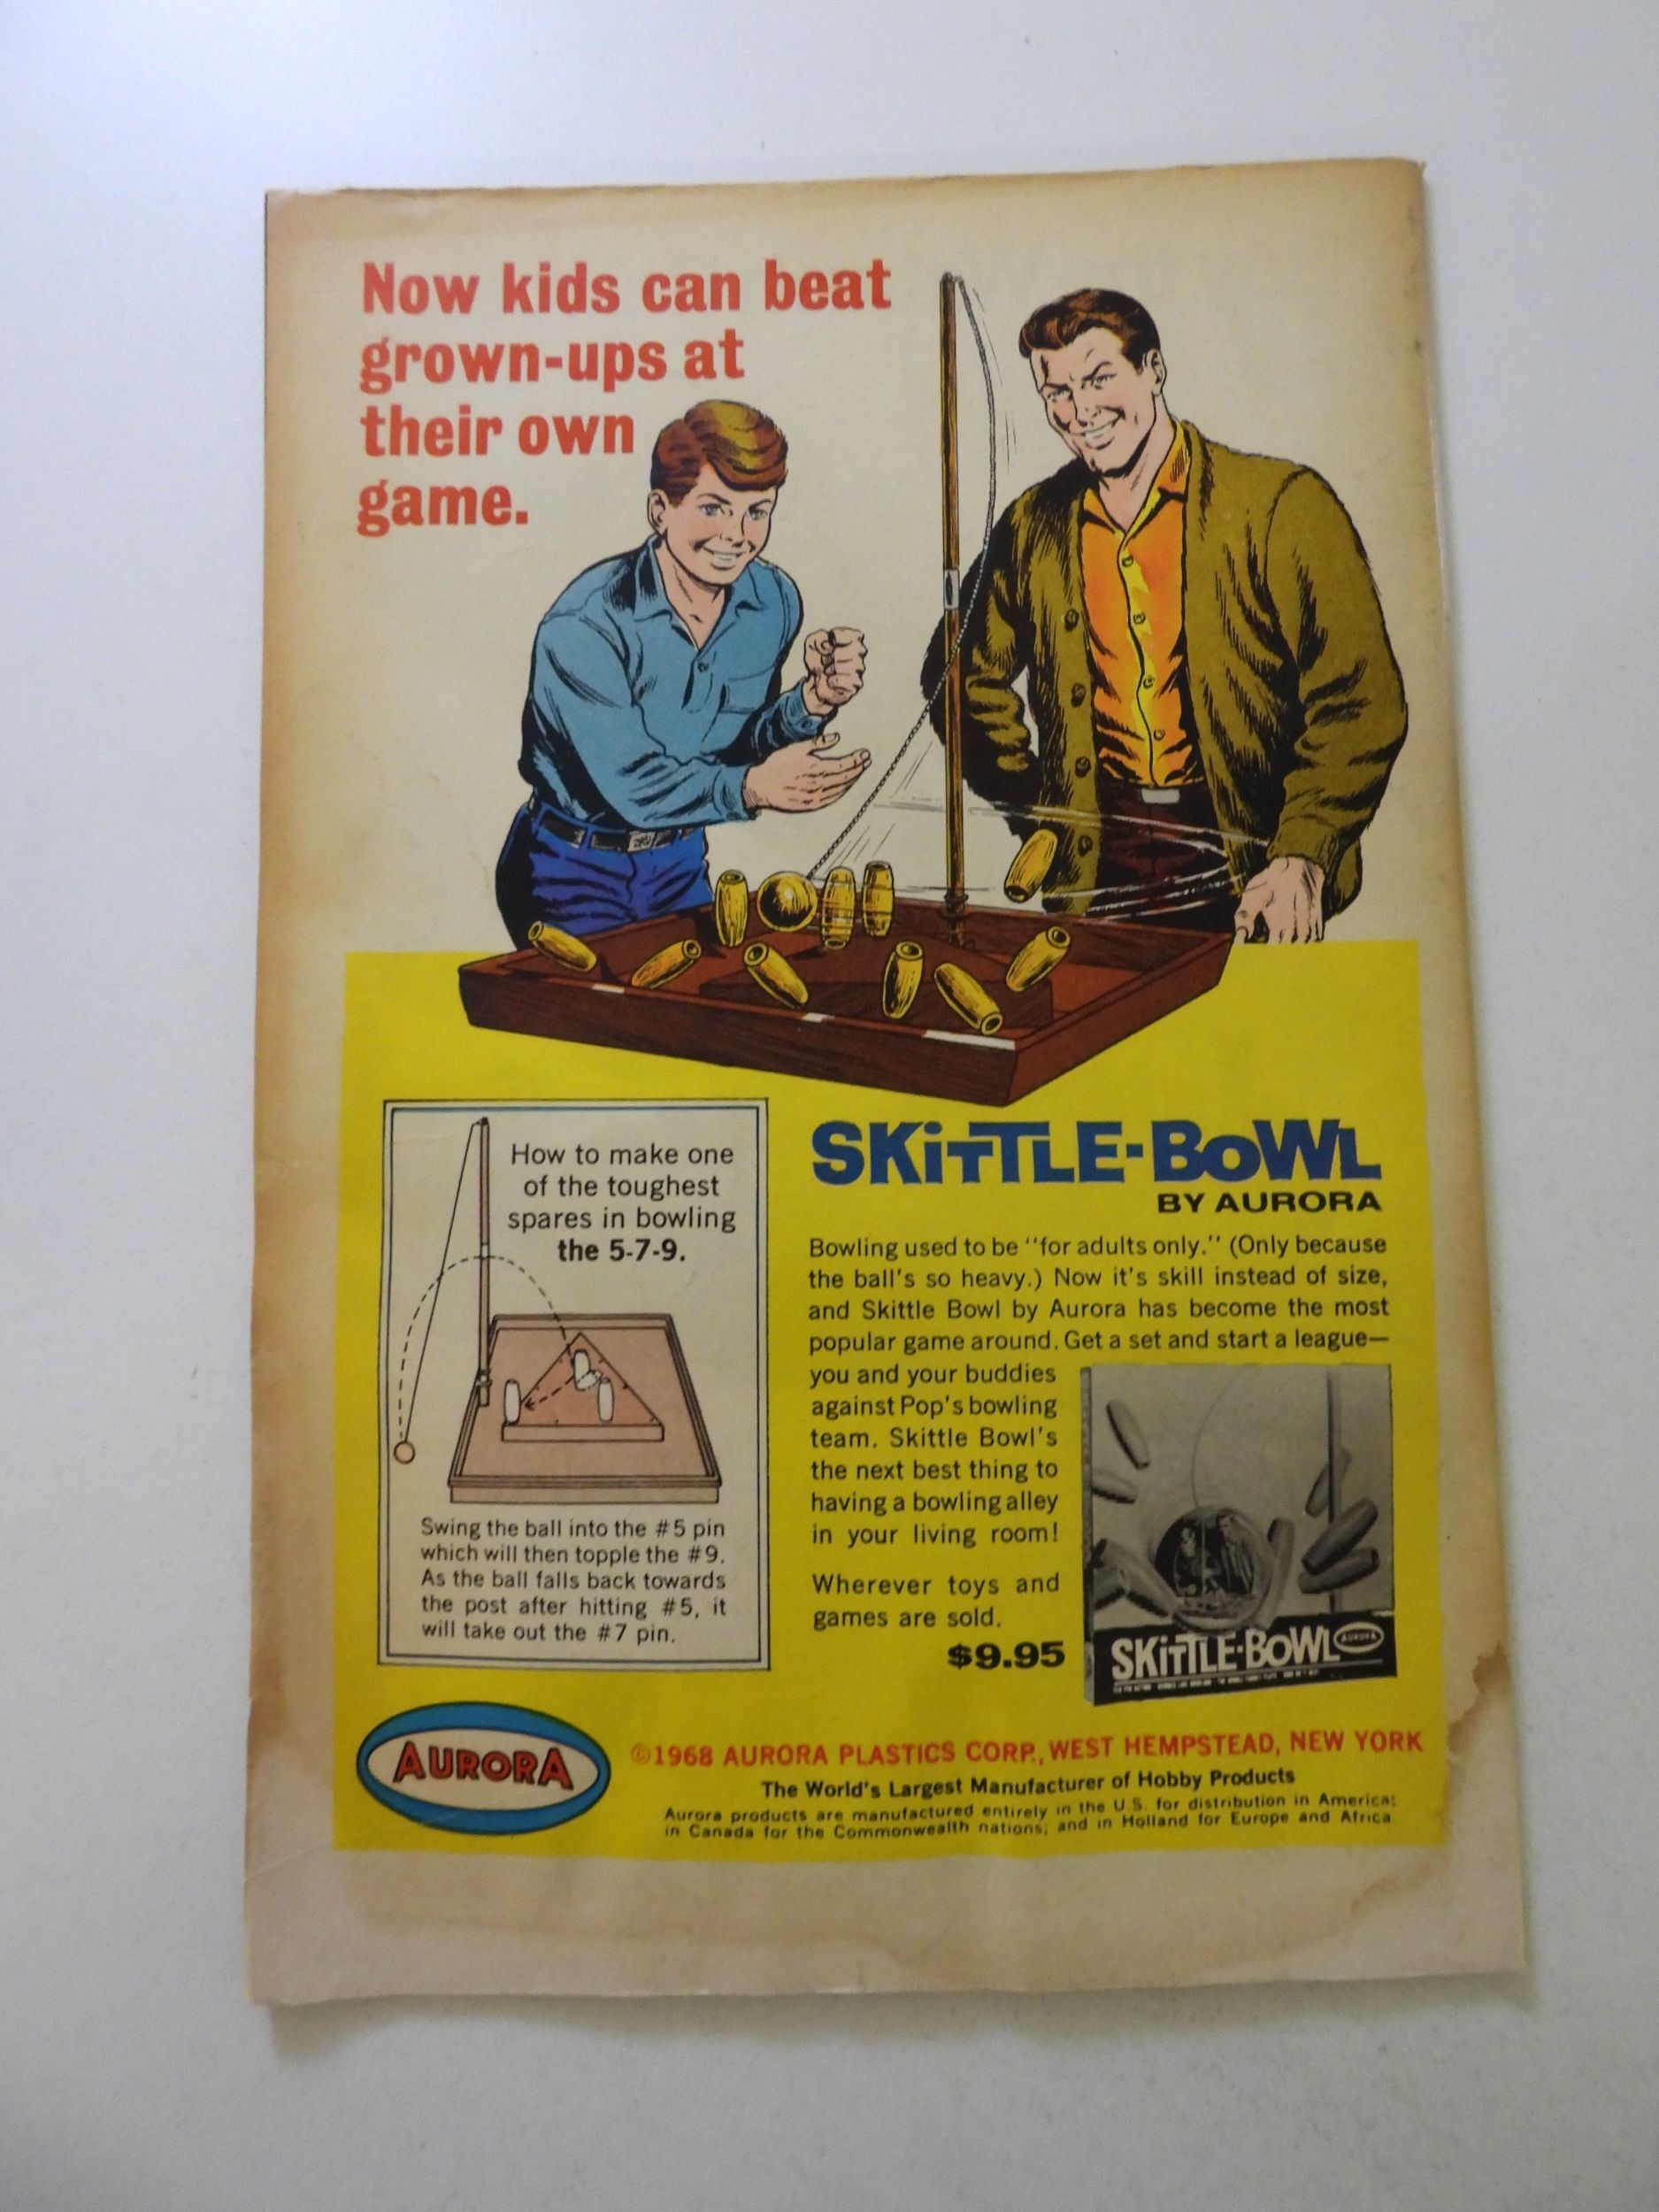 Now kids can beat
grown-ups at
their own
game.
How to make one
of the toughest
spares in bowling
the 5-7-9.
Swing the ball into the #5 pin
which will then topple the #9.
As the ball falls back towards
the post after hitting #5, it
will take out the #7 pin.
SKiTTLE-BoWL
BY AURORA
Bowling used to be "for adults only." (Only because
the ball's so heavy.) Now it's skill instead of size,
and Skittle Bowl by Aurora has become the most
popular game around. Get a set and start a league—
you and your buddies
against Pop's bowling
team. Skittle Bowl's
the next best thing to
having a bowling alley
in your living room!
Wherever toys and
games are sold.
$9.95
SKiTTLE-BoWL
AURORA
AURORA
©1968 AURORA PLASTICS CORP., WEST HEMPSTEAD, NEW YORK
The World's Largest Manufacturer of Hobby Products
Aurora products are manufactured entirely in the U.S. for distribution in America;
in Canada for the Commonwealth nations; and in Holland for Europe and Africa.